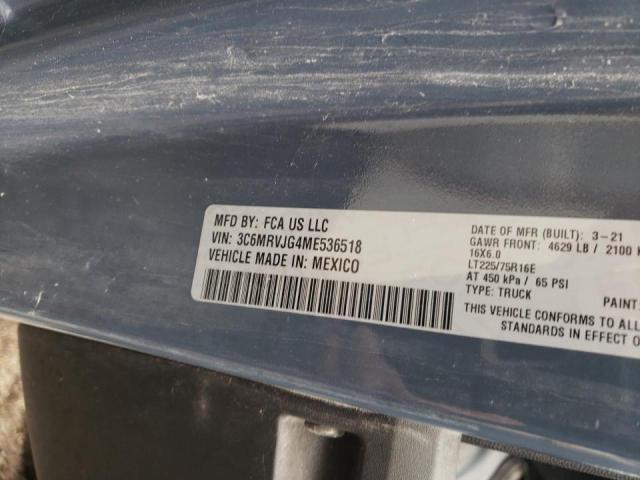 MFD BY: FCA US LLC
VIN: 3C6MRVJG4ME536518
VEHICLE MADE IN: MEXICO
DATE OF MFR (BUILT): 3-21
GAWR FRONT: 4629 LB / 2100 K
16X6.0
LT225/75R16E
AT 450 kPa / 65 PSI
TYPE: TRUCK
PAINT:
THIS VEHICLE CONFORMS TO ALL
STANDARDS IN EFFECT O